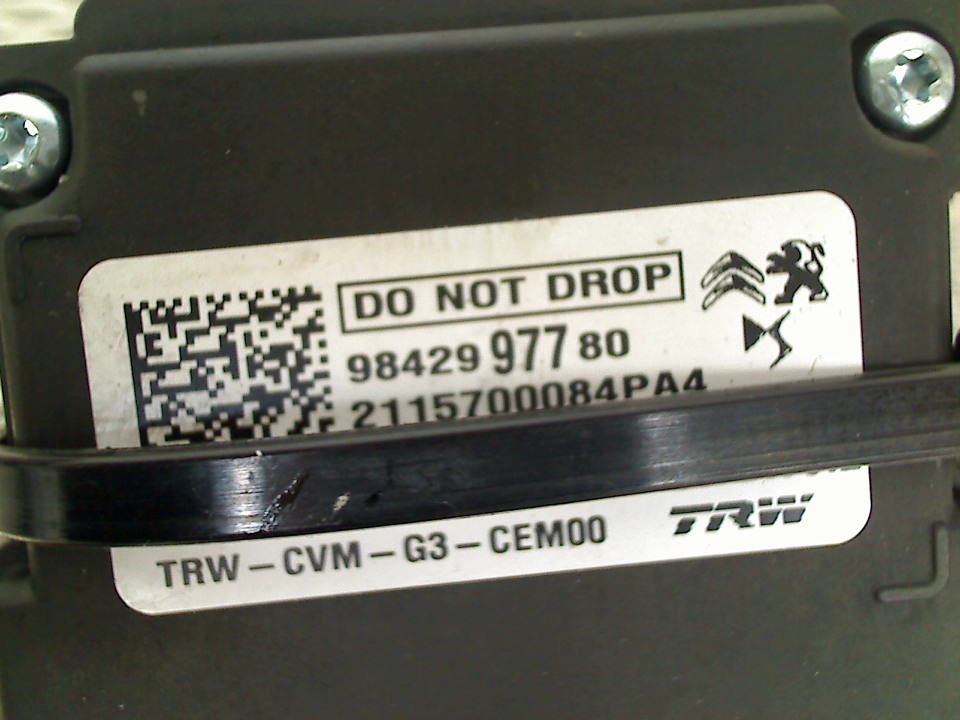 DO NOT DROP
98429 977 80
2115700084PA4
TRW-CVM-G3-CEM00
TRW